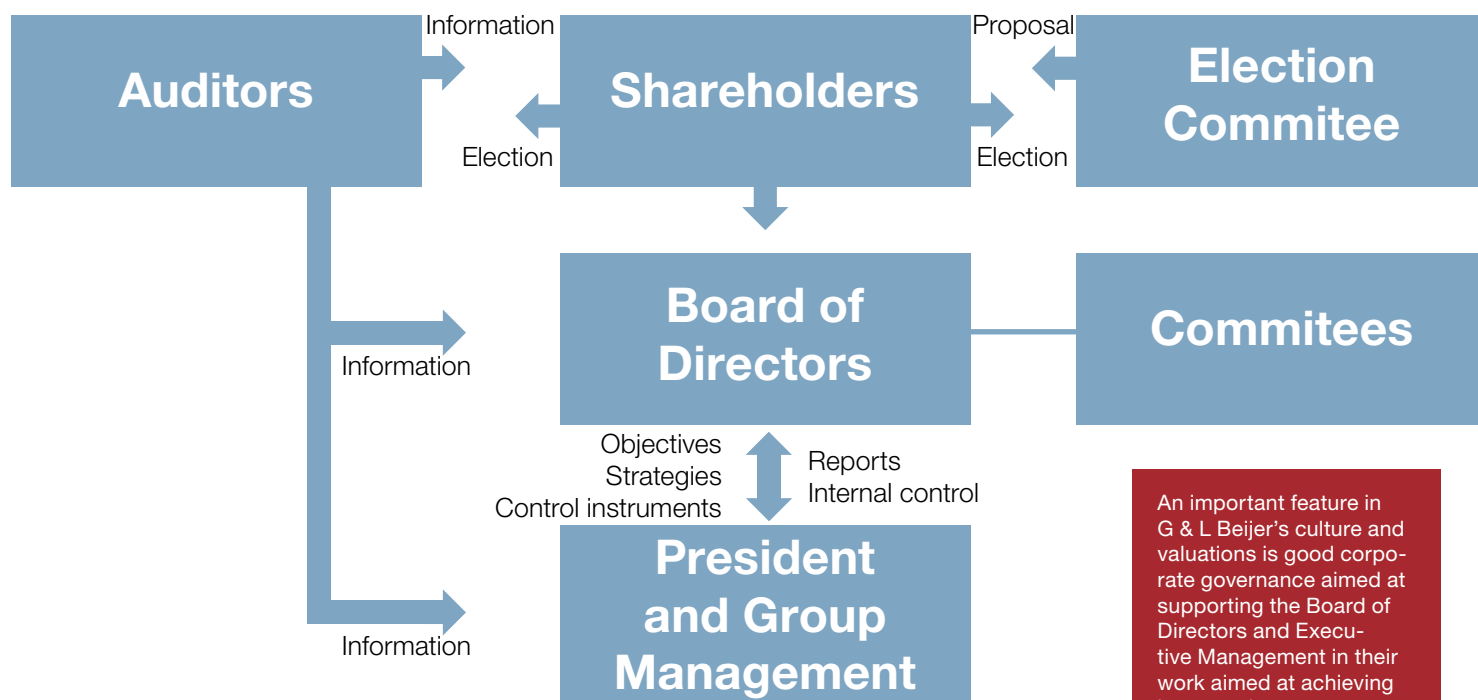 Information
Auditors
Election
Shareholders
Proposal
Election
Election
Commitee
Information
Board of
Directors
Commitees
Objectives
Strategies
Control instruments
Reports
Internal control
Information
President
and Group
Management
An important feature in
G & L Beijer’s culture and
valuations is good corpo-
rate governance aimed at
supporting the Board of
Directors and Execu-
tive Management in their
work aimed at achieving